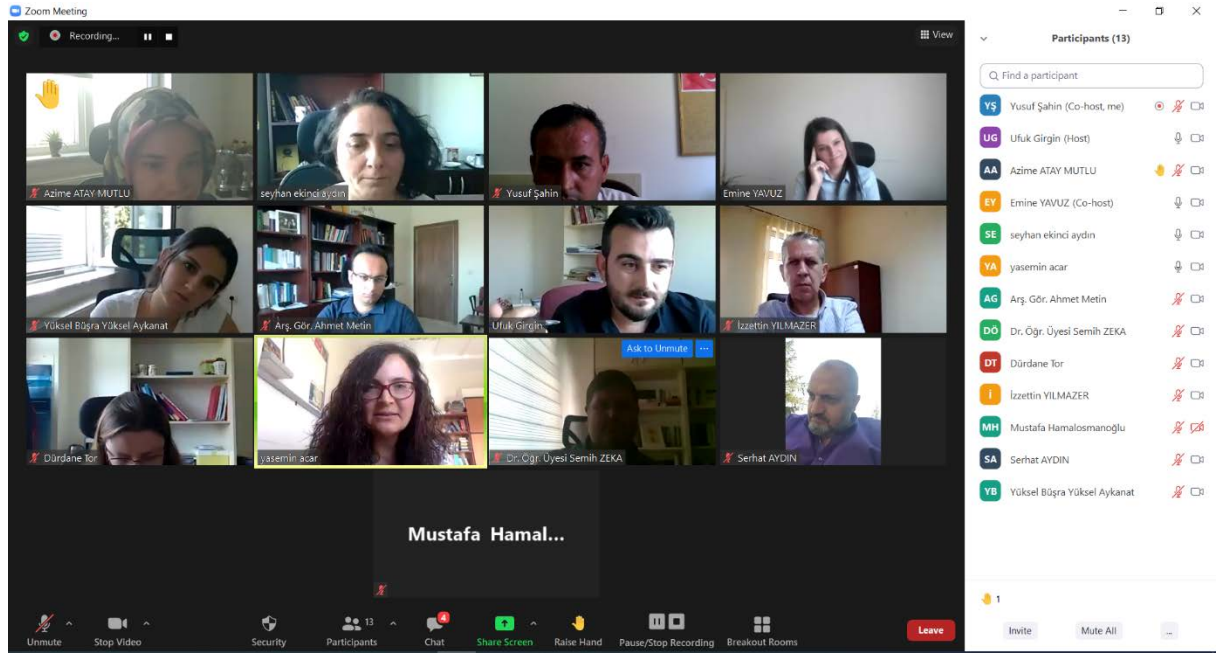 Zoom Meeting
Recording...
View
Azime ATAY MUTLU
seyhan ekinci aydın
Yusuf Şahin
Emine YAVUZ
Yüksel Büşra Yüksel Aykanat
Arş. Gör. Ahmet Metin
Ufuk Girgin
İzzettin YILMAZER
Ask to Unmute ...
Dürdane Tor
yasemin acar
Dr. Öğr. Üyesi Semih ZEKA
Serhat AYDIN
Mustafa Hamal...
Unmute
Stop Video
Security
13
Participants
4
Chat
Share Screen
Raise Hand
Pause/Stop Recording
Breakout Rooms
Leave
Participants (13)
Find a participant
YŞ Yusuf Şahin (Co-host, me)
UG Ufuk Girgin (Host)
AA Azime ATAY MUTLU
EY Emine YAVUZ (Co-host)
SE seyhan ekinci aydın
YA yasemin acar
AG Arş. Gör. Ahmet Metin
DÖ Dr. Öğr. Üyesi Semih ZEKA
DT Dürdane Tor
İ İzzettin YILMAZER
MH Mustafa Hamalosmanoğlu
SA Serhat AYDIN
YB Yüksel Büşra Yüksel Aykanat
1
Invite
Mute All
...